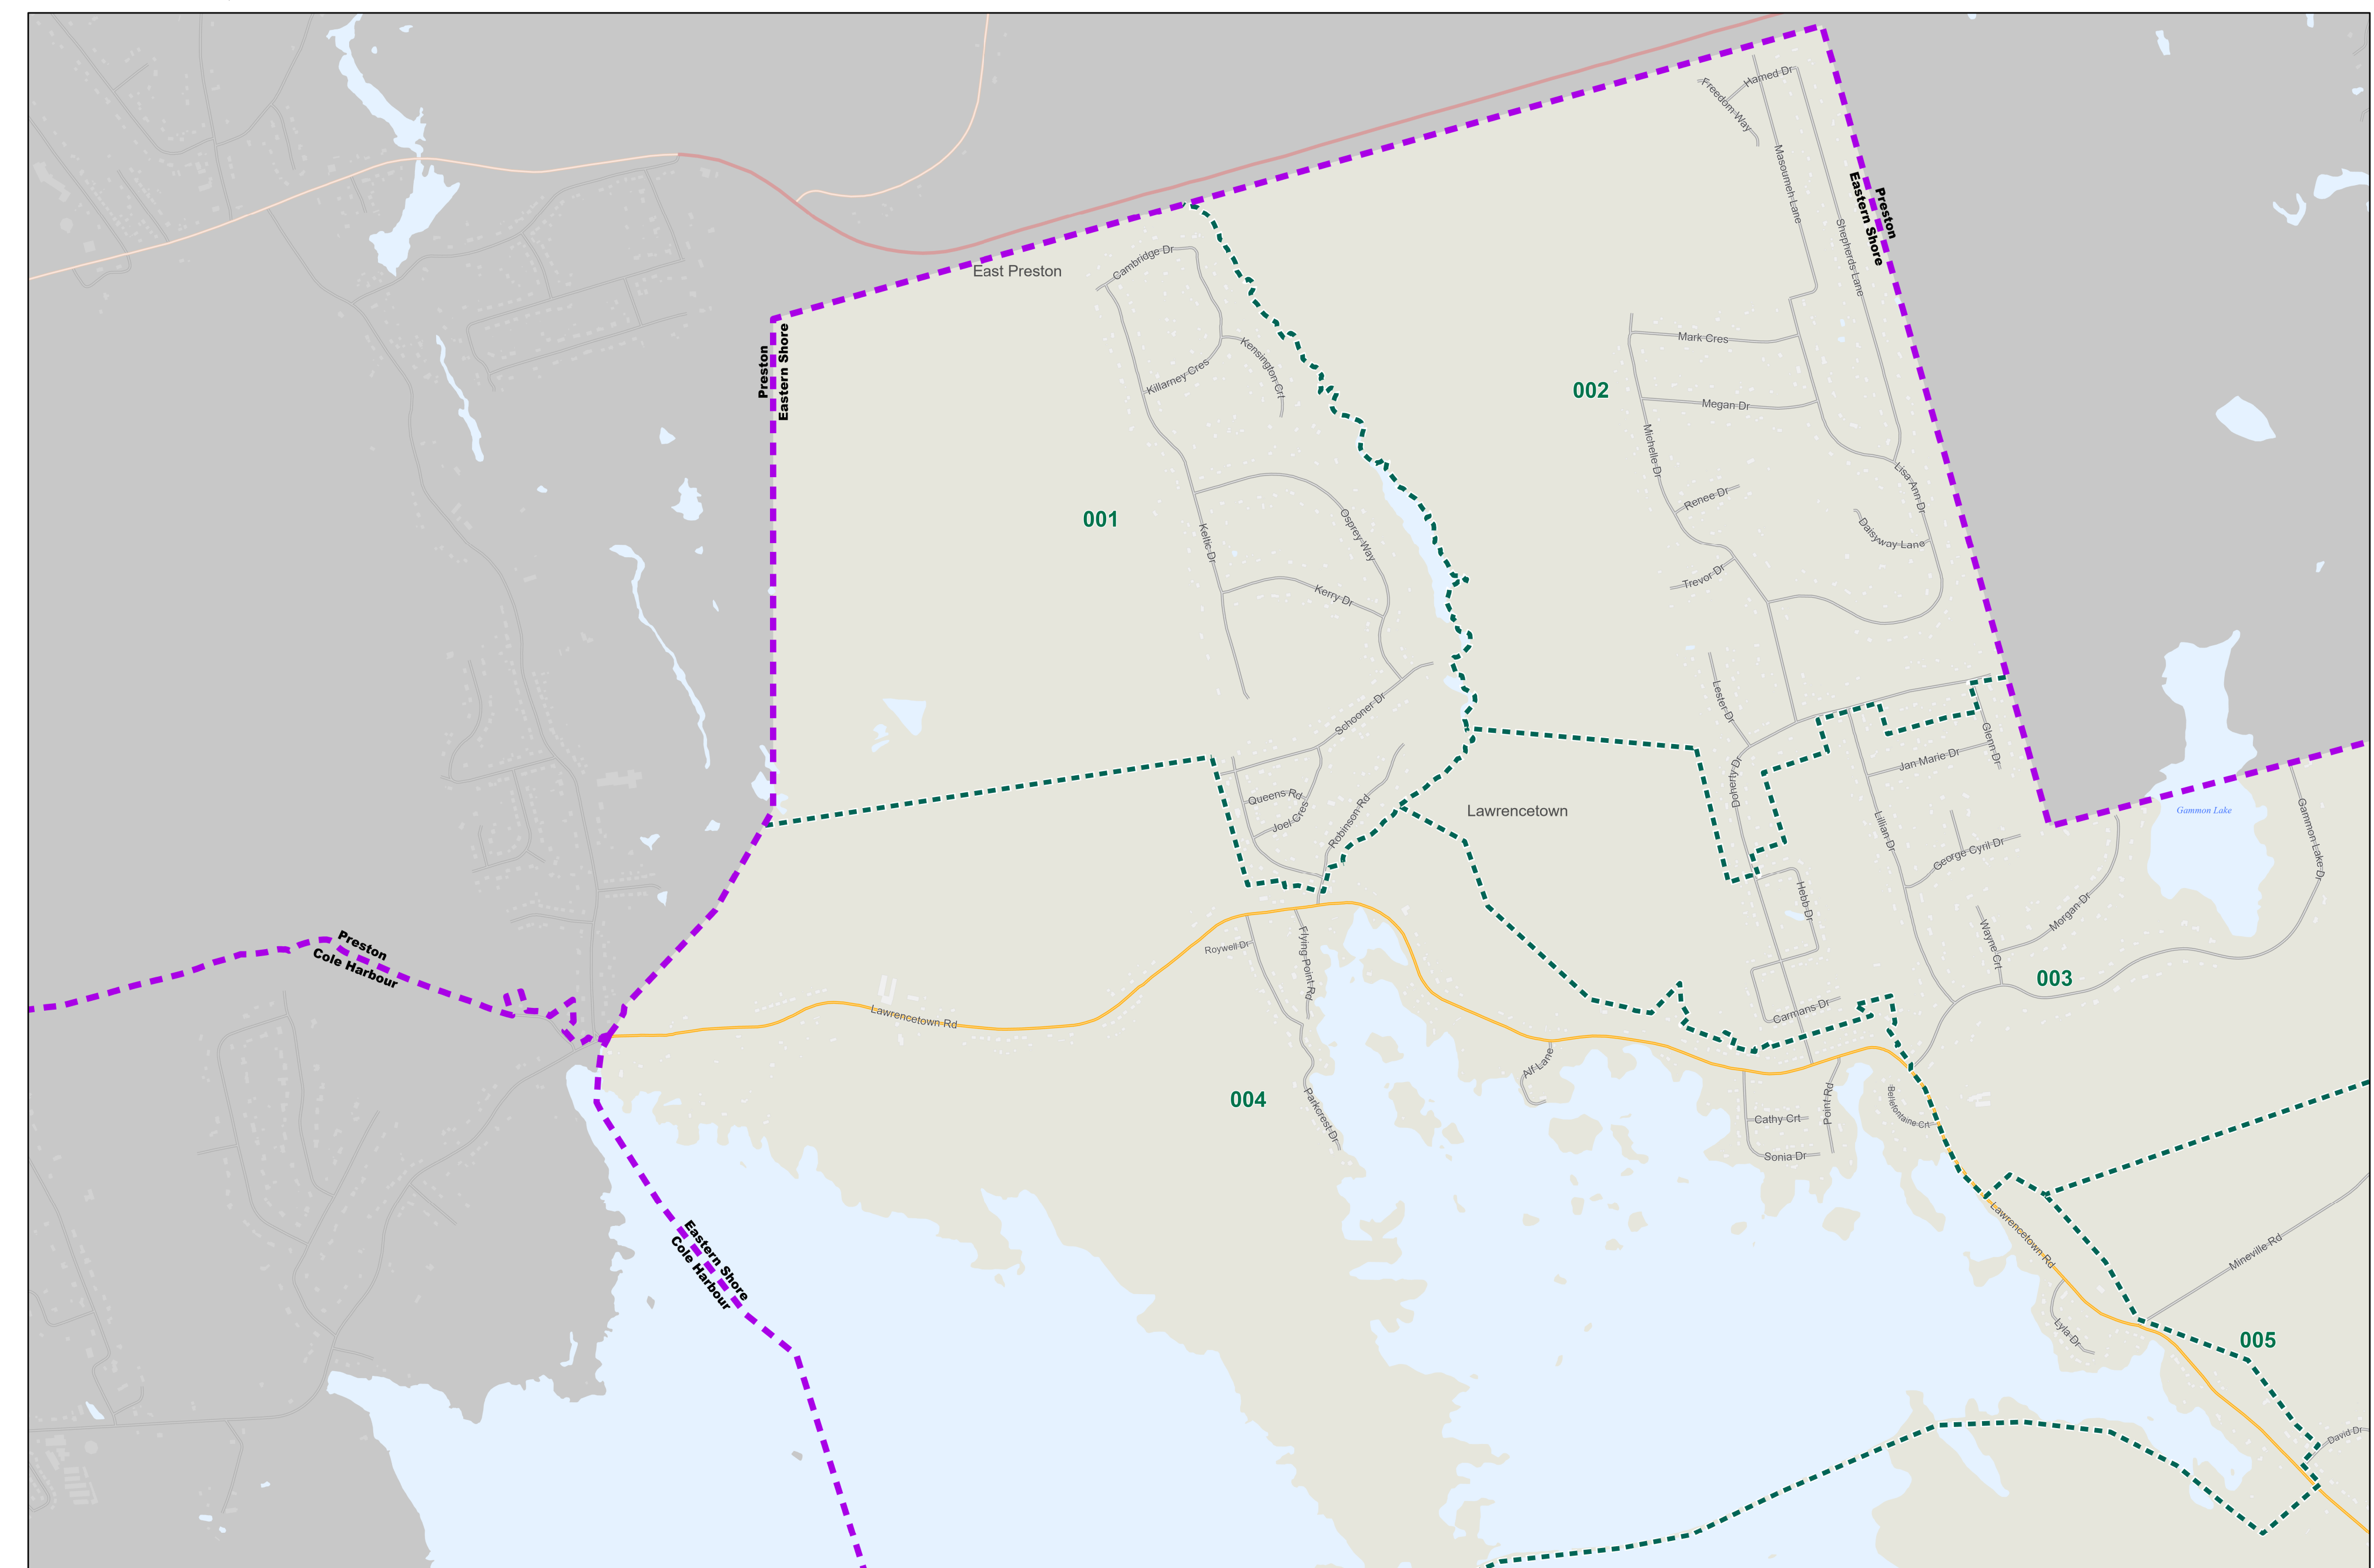 Hamed Dr
Freedom Way
Masoumeh Lane
Preston
Eastern Shore
Shepherds Lane
East Preston
Cambridge Dr
Preston
Eastern Shore
Mark Cres
Kensington Crt
Killarney Cres
002
Megan Dr
Michelle Dr
Lisa Ann Dr
Renee Dr
001
Osprey Way
Keltic Dr
Daisyway Lane
Trevor Dr
Kerry Dr
Lester Dr
Schooner Dr
Glenn Dr
Jan Marie Dr
Doherty Dr
Queens Rd
Joel Cres
Robinson Rd
Lawrencetown
Gammon Lake
Gammon Lake Dr
Lillian Dr
George Cyril Dr
Hebb Dr
Morgan Dr
Wayne Crt
Preston
Cole Harbour
Roywell Dr
Flying Point Rd
003
Lawrencetown Rd
Carmans Dr
Alf Lane
004
Parkcrest Dr
Cathy Crt
Point Rd
Bellefontaine Crt
Sonia Dr
Eastern Shore
Cole Harbour
Lawrencetown Rd
Mineville Rd
Lyla Dr
005
David Dr